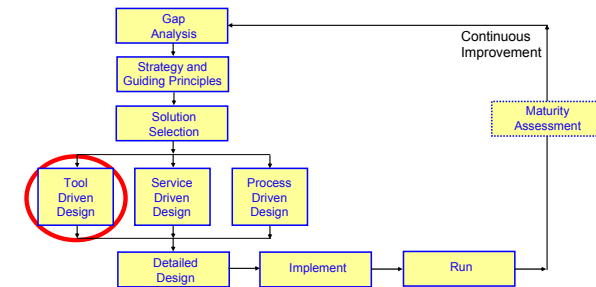 Gap
Analysis
Continuous
Improvement
Strategy and
Guiding Principles
Solution
Selection
Maturity
Assessment
Tool
Driven
Design
Service
Driven
Design
Process
Driven
Design
Detailed
Design
Implement
Run